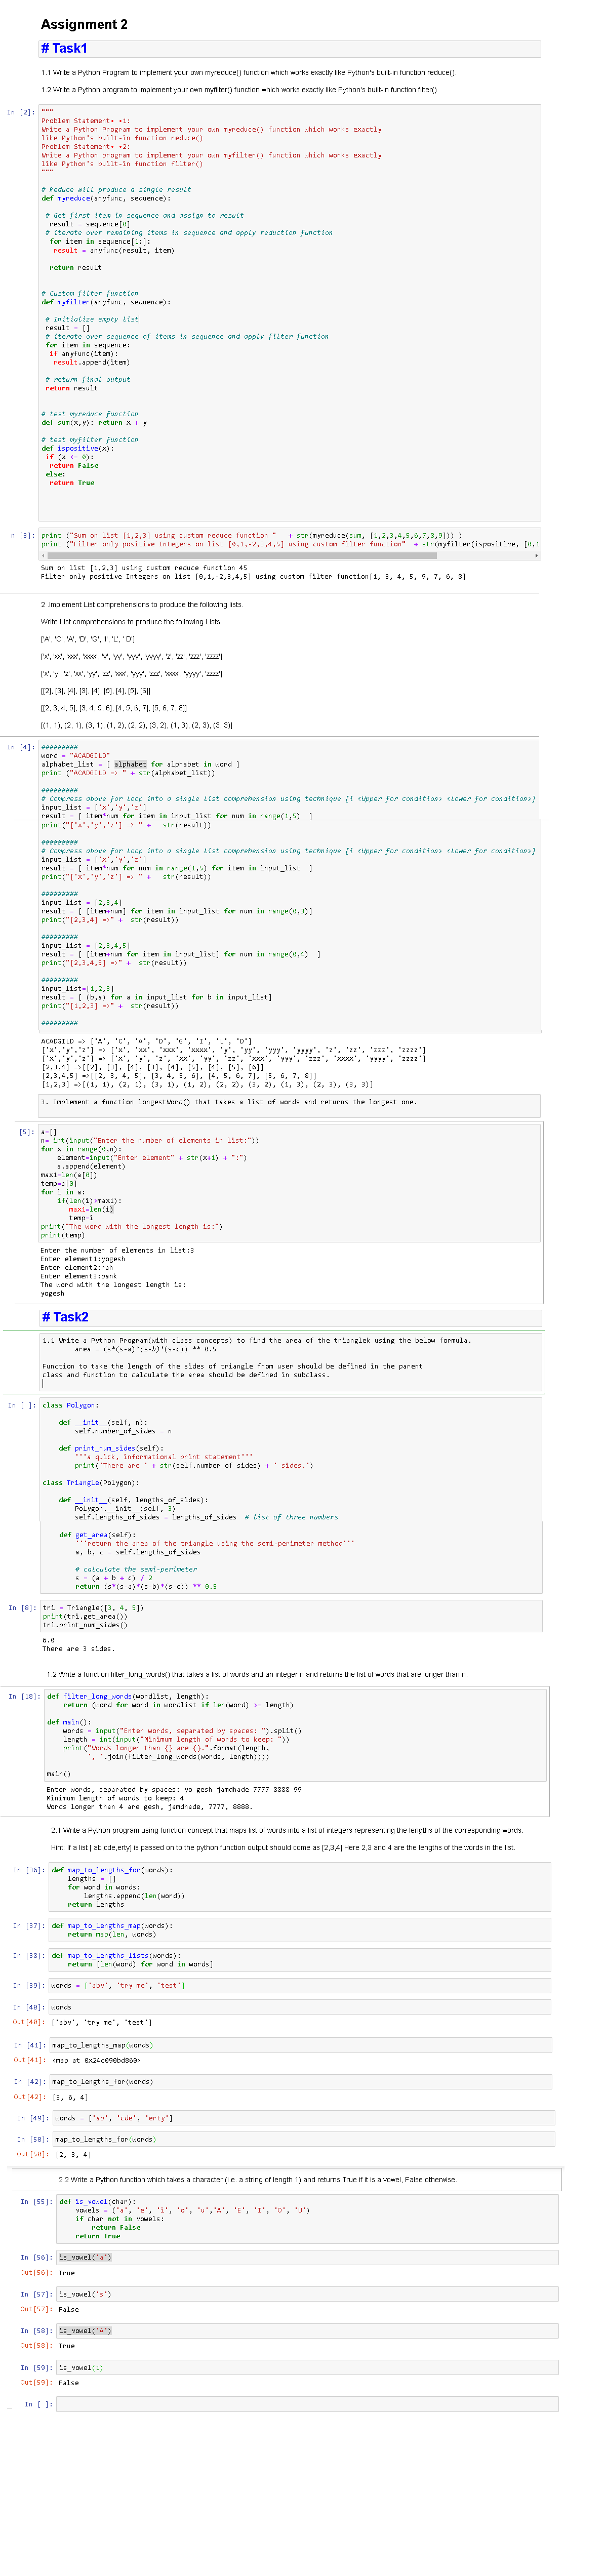 Assignment 2
# Task1
1.1 Write a Python Program to implement your own myreduce() function which works exactly like Python's built-in function reduce().
1.2 Write a Python program to implement your own myfilter() function which works exactly like Python's built-in function filter()
In [2]:
"""
Problem Statement• •1:
Write a Python Program to implement your own myreduce() function which works exactly
like Python's built-in function reduce()
Problem Statement• •2:
Write a Python program to implement your own myfilter() function which works exactly
like Python's built-in function filter()
"""
# Reduce will produce a single result
def myreduce(anyfunc, sequence):
# Get first item in sequence and assign to result
result = sequence[0]
# iterate over remaining items in sequence and apply reduction function
for item in sequence[1:]:
result = anyfunc(result, item)
return result
# Custom filter function
def myfilter(anyfunc, sequence):
# Initialize empty list
result = []
# iterate over sequence of items in sequence and apply filter function
for item in sequence:
if anyfunc(item):
result.append(item)
# return final output
return result
# test myreduce function
def sum(x,y): return x + y
# test myfilter function
def ispositive(x):
if (x <= 0):
return False
else:
return True
n [3]:
print ("Sum on list [1,2,3] using custom reduce function "   + str(myreduce(sum, [1,2,3,4,5,6,7,8,9])) )
print ("Filter only positive Integers on list [0,1,-2,3,4,5] using custom filter function"  + str(myfilter(ispositive, [0,1
Sum on list [1,2,3] using custom reduce function 45
Filter only positive Integers on list [0,1,-2,3,4,5] using custom filter function[1, 3, 4, 5, 9, 7, 6, 8]
2 .Implement List comprehensions to produce the following lists.
Write List comprehensions to produce the following Lists
['A', 'C', 'A', 'D', 'G', 'I', 'L', ' D']
['x', 'xx', 'xxx', 'xxxx', 'y', 'yy', 'yyy', 'yyyy', 'z', 'zz', 'zzz', 'zzzz']
['x', 'y', 'z', 'xx', 'yy', 'zz', 'xxx', 'yyy', 'zzz', 'xxxx', 'yyyy', 'zzzz']
[[2], [3], [4], [3], [4], [5], [4], [5], [6]]
[[2, 3, 4, 5], [3, 4, 5, 6], [4, 5, 6, 7], [5, 6, 7, 8]]
[(1, 1), (2, 1), (3, 1), (1, 2), (2, 2), (3, 2), (1, 3), (2, 3), (3, 3)]
In [4]:
#########
word = "ACADGILD"
alphabet_list = [ alphabet for alphabet in word ]
print ("ACADGILD => " + str(alphabet_list))
#########
# Compress above for loop into a single list comprehension using technique [i <Upper for condition> <Lower for condition>]
input_list = ['x','y','z']
result = [ item*num for item in input_list for num in range(1,5)  ]
print("['x','y','z'] => " +   str(result))
#########
# Compress above for loop into a single list comprehension using technique [i <Upper for condition> <Lower for condition>]
input_list = ['x','y','z']
result = [ item*num for num in range(1,5) for item in input_list  ]
print("['x','y','z'] => " +   str(result))
#########
input_list = [2,3,4]
result = [ [item+num] for item in input_list for num in range(0,3)]
print("[2,3,4] =>" +  str(result))
#########
input_list = [2,3,4,5]
result = [ [item+num for item in input_list] for num in range(0,4)  ]
print("[2,3,4,5] =>" +  str(result))
#########
input_list=[1,2,3]
result = [ (b,a) for a in input_list for b in input_list]
print("[1,2,3] =>" +  str(result))
#########
ACADGILD => ['A', 'C', 'A', 'D', 'G', 'I', 'L', 'D']
['x','y','z'] => ['x', 'xx', 'xxx', 'xxxx', 'y', 'yy', 'yyy', 'yyyy', 'z', 'zz', 'zzz', 'zzzz']
['x','y','z'] => ['x', 'y', 'z', 'xx', 'yy', 'zz', 'xxx', 'yyy', 'zzz', 'xxxx', 'yyyy', 'zzzz']
[2,3,4] =>[[2], [3], [4], [3], [4], [5], [4], [5], [6]]
[2,3,4,5] =>[[2, 3, 4, 5], [3, 4, 5, 6], [4, 5, 6, 7], [5, 6, 7, 8]]
[1,2,3] =>[(1, 1), (2, 1), (3, 1), (1, 2), (2, 2), (3, 2), (1, 3), (2, 3), (3, 3)]
3. Implement a function longestWord() that takes a list of words and returns the longest one.
[5]:
a=[]
n= int(input("Enter the number of elements in list:"))
for x in range(0,n):
element=input("Enter element" + str(x+1) + ":")
a.append(element)
max1=len(a[0])
temp=a[0]
for i in a:
if(len(i)>max1):
max1=len(i)
temp=i
print("The word with the longest length is:")
print(temp)
Enter the number of elements in list:3
Enter element1:yogesh
Enter element2:rah
Enter element3:pank
The word with the longest length is:
yogesh
# Task2
1.1 Write a Python Program(with class concepts) to find the area of the trianglek using the below formula.
area = (s*(s-a)*(s-b)*(s-c)) ** 0.5
Function to take the length of the sides of triangle from user should be defined in the parent
class and function to calculate the area should be defined in subclass.
In [ ]:
class Polygon:
def __init__(self, n):
self.number_of_sides = n
def print_num_sides(self):
'''a quick, informational print statement'''
print('There are ' + str(self.number_of_sides) + ' sides.')
class Triangle(Polygon):
def __init__(self, lengths_of_sides):
Polygon.__init__(self, 3)
self.lengths_of_sides = lengths_of_sides  # list of three numbers
def get_area(self):
'''return the area of the triangle using the semi-perimeter method'''
a, b, c = self.lengths_of_sides
# calculate the semi-perimeter
s = (a + b + c) / 2
return (s*(s-a)*(s-b)*(s-c)) ** 0.5
In [8]:
tri = Triangle([3, 4, 5])
print(tri.get_area())
tri.print_num_sides()
6.0
There are 3 sides.
1.2 Write a function filter_long_words() that takes a list of words and an integer n and returns the list of words that are longer than n.
In [18]:
def filter_long_words(wordlist, length):
return (word for word in wordlist if len(word) >= length)
def main():
words = input("Enter words, separated by spaces: ").split()
length = int(input("Minimum length of words to keep: "))
print("Words longer than {} are {}.".format(length,
', '.join(filter_long_words(words, length))))
main()
Enter words, separated by spaces: yo gesh jamdhade 7777 8888 99
Minimum length of words to keep: 4
Words longer than 4 are gesh, jamdhade, 7777, 8888.
2.1 Write a Python program using function concept that maps list of words into a list of integers representing the lengths of the corresponding words.
Hint: If a list [ ab,cde,erty] is passed on to the python function output should come as [2,3,4] Here 2,3 and 4 are the lengths of the words in the list.
In [36]:
def map_to_lengths_for(words):
lengths = []
for word in words:
lengths.append(len(word))
return lengths
In [37]:
def map_to_lengths_map(words):
return map(len, words)
In [38]:
def map_to_lengths_lists(words):
return [len(word) for word in words]
In [39]: words = ['abv', 'try me', 'test']
In [40]: words
Out[40]: ['abv', 'try me', 'test']
In [41]: map_to_lengths_map(words)
Out[41]: <map at 0x24c090bd860>
In [42]: map_to_lengths_for(words)
Out[42]: [3, 6, 4]
In [49]: words = ['ab', 'cde', 'erty']
In [50]: map_to_lengths_for(words)
Out[50]: [2, 3, 4]
2.2 Write a Python function which takes a character (i.e. a string of length 1) and returns True if it is a vowel, False otherwise.
In [55]:
def is_vowel(char):
vowels = ('a', 'e', 'i', 'o', 'u','A', 'E', 'I', 'O', 'U')
if char not in vowels:
return False
return True
In [56]: is_vowel('a')
Out[56]: True
In [57]: is_vowel('s')
Out[57]: False
In [58]: is_vowel('A')
Out[58]: True
In [59]: is_vowel(1)
Out[59]: False
In [ ]: